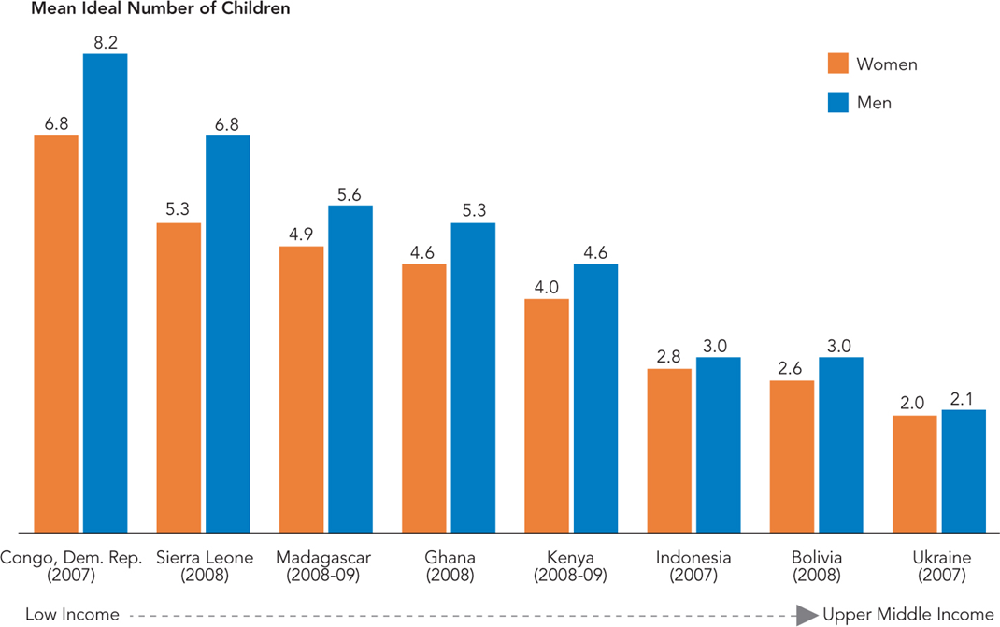 Mean Ideal Number of Children
Women
Men
6.8
8.2
5.3
6.8
4.9
5.6
4.6
5.3
4.0
4.6
2.8
3.0
2.6
3.0
2.0
2.1
Congo, Dem. Rep.
(2007)
Sierra Leone
(2008)
Madagascar
(2008-09)
Ghana
(2008)
Kenya
(2008-09)
Indonesia
(2007)
Bolivia
(2008)
Ukraine
(2007)
Low Income
Upper Middle Income